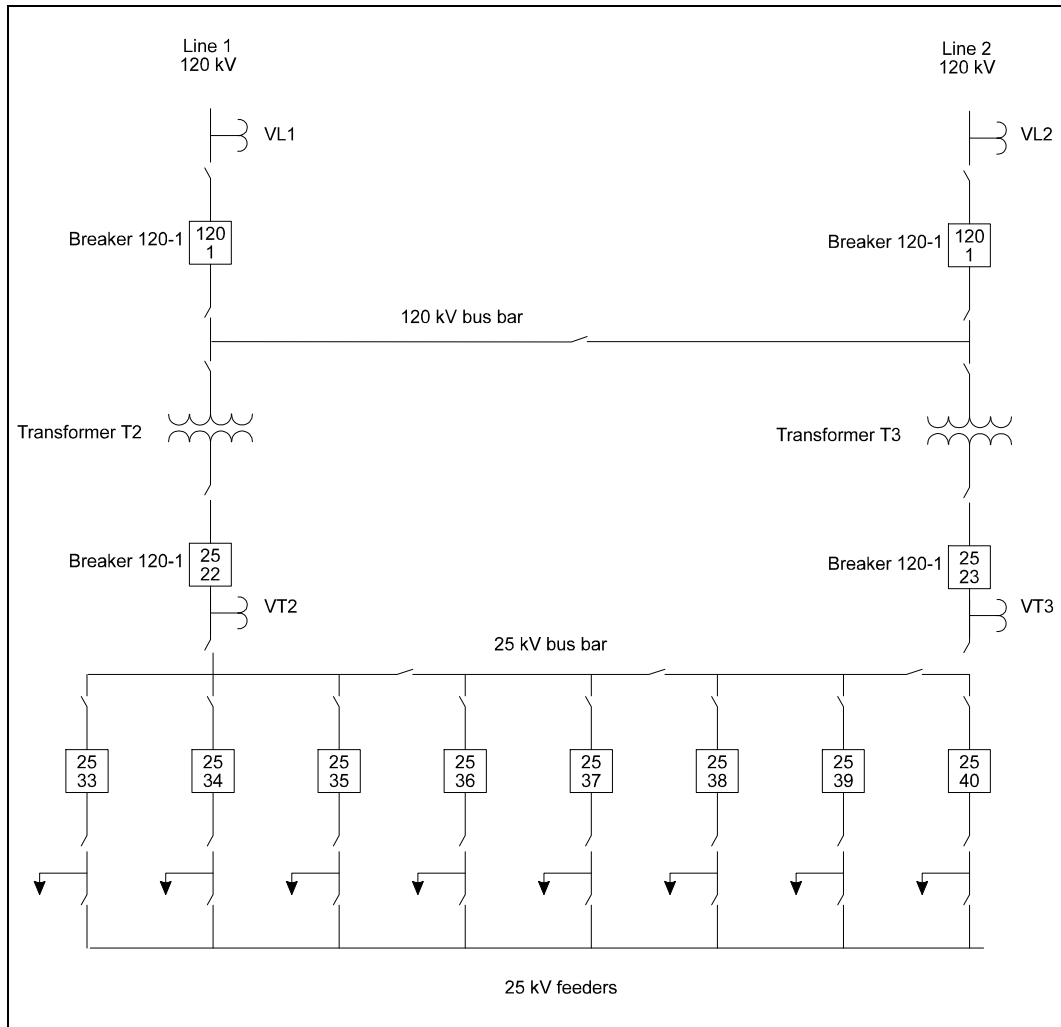 Line 1
120 kV
Line 2
120 kV
VL1
VL2
Breaker 120-1
120
1
Breaker 120-1
120
1
120 kV bus bar
Transformer T2
Transformer T3
Breaker 120-1
25
22
Breaker 120-1
25
23
VT2
VT3
25 kV bus bar
25
33
25
34
25
35
25
36
25
37
25
38
25
39
25
40
25 kV feeders